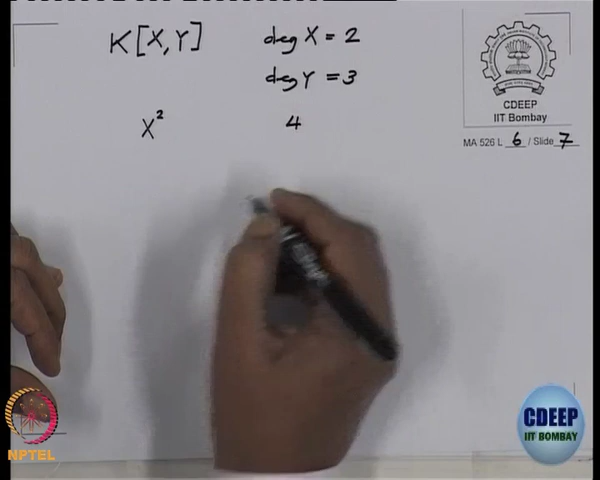 K[X,Y] deg X = 2
deg Y = 3
X² 4
CDEEP
IIT Bombay
MA 526 L 6 / Slide 7
NPTEL
CDEEP
IIT BOMBAY